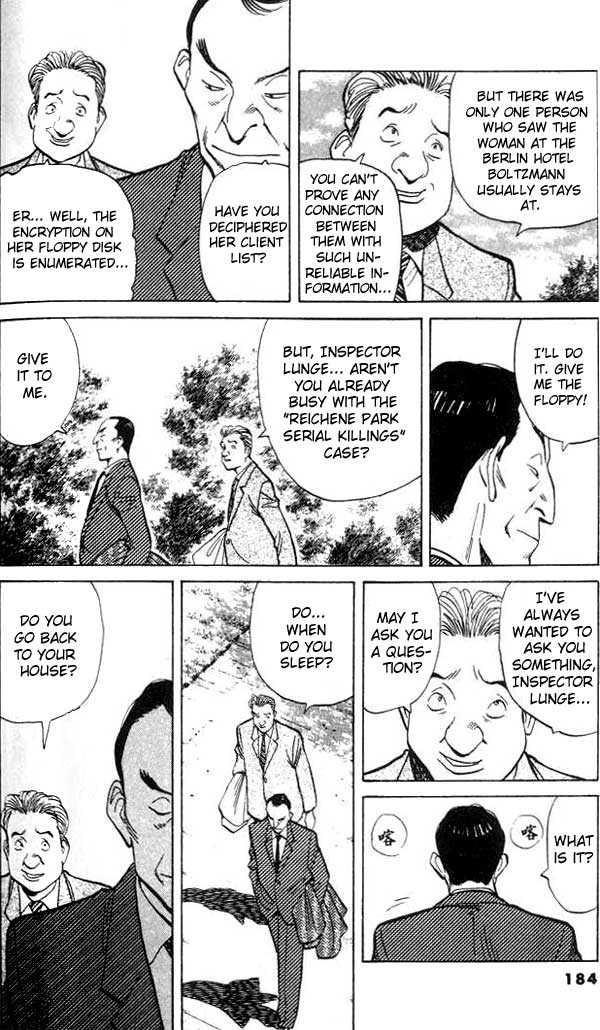 BUT THERE WAS
ONLY ONE PERSON
WHO SAW THE
WOMAN AT THE
BERLIN HOTEL
BOLTZMANN
USUALLY STAYS
AT.
YOU CAN'T
PROVE ANY
CONNECTION
BETWEEN
THEM WITH
SUCH UN-
RELIABLE IN-
FORMATION...
HAVE YOU
DECIPHERED
HER CLIENT
LIST?
ER... WELL, THE
ENCRYPTION ON
HER FLOPPY DISK
IS ENUMERATED...
I'LL DO
IT. GIVE
ME THE
FLOPPY!
BUT, INSPECTOR
LUNGE... AREN'T
YOU ALREADY
BUSY WITH THE
"REICHENE PARK
SERIAL KILLINGS"
CASE?
GIVE
IT TO
ME.
I'VE
ALWAYS
WANTED TO
ASK YOU
SOMETHING,
INSPECTOR
LUNGE...
MAY I
ASK YOU
A QUES-
TION?
WHAT
IS IT?
喀
喀
DO...
WHEN
DO YOU
SLEEP?
DO YOU
GO BACK
TO YOUR
HOUSE?
184